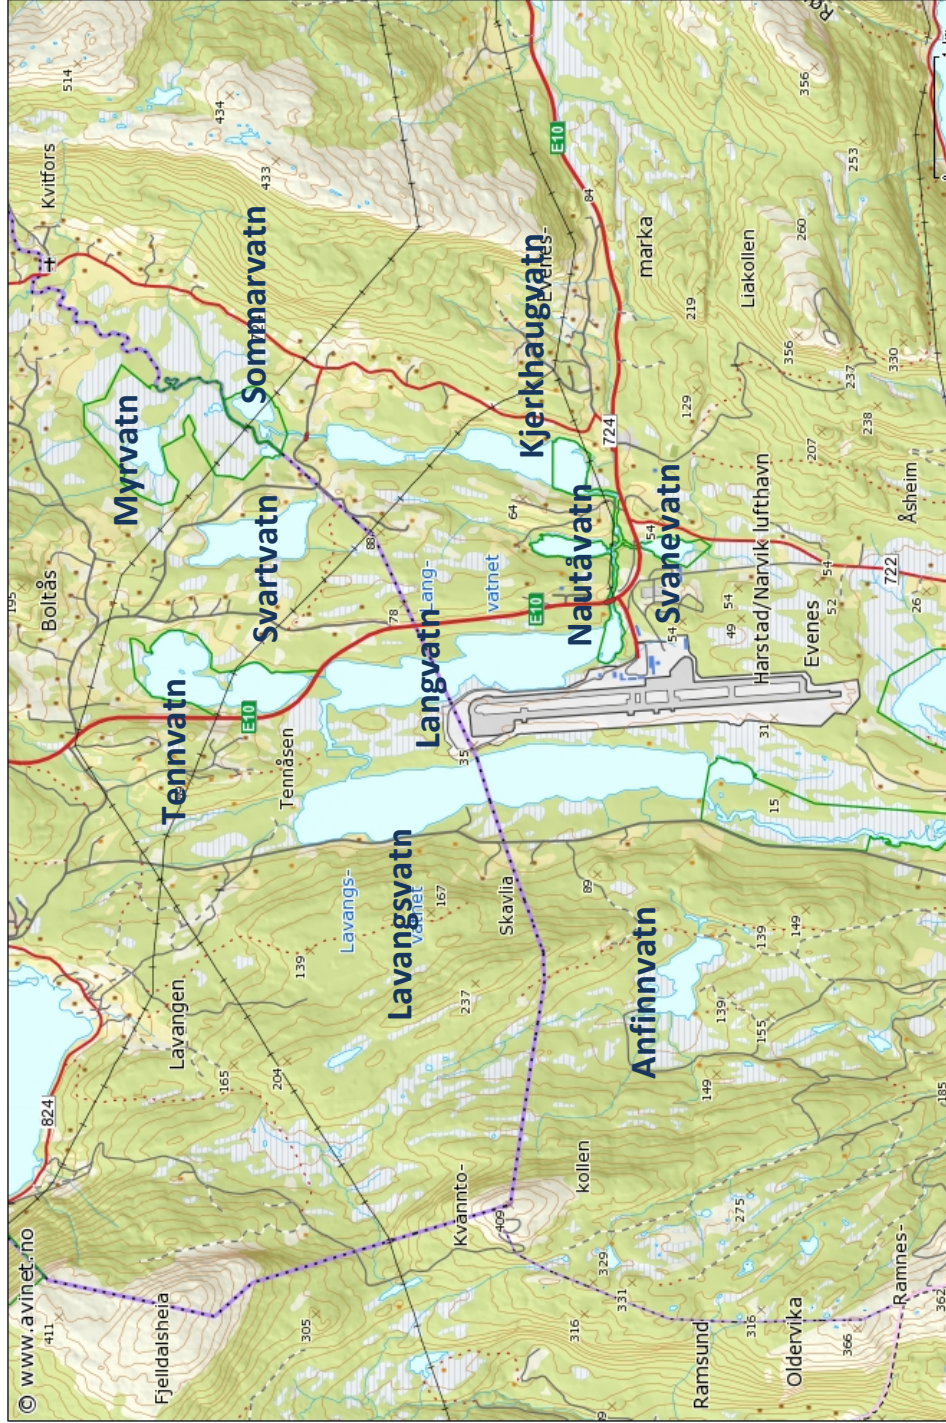 © www.avinet.no
411
Fjelldalsheia
824
Lavangen
165
204
305
139
Kvannto-
kollen
409
316
329
331
275
Ramsund
316
Oldervika
366
Ramnes-
362
185
149
155
139
139
149
237
167
Lavangs-
vatnet
Lavangsvatn
Skavlia
89
Anfinnvatn
15
31
35
Tennåsen
Tennvatn
E10
Langvatn
Lang-
vatnet
78
88
E10
Boltås
195
Svartvatn
Myrvatn
Sommarvatn
Kvitfors
514
434
433
Kjerkhaugvatn
Evenes-
marka
84
E10
64
724
Nautåvatn
Svanevatn
54
54
54
49
52
54
Harstad/Narvik lufthavn
Evenes
722
26
Åsheim
129
207
238
237
330
356
219
Liakollen
260
253
356